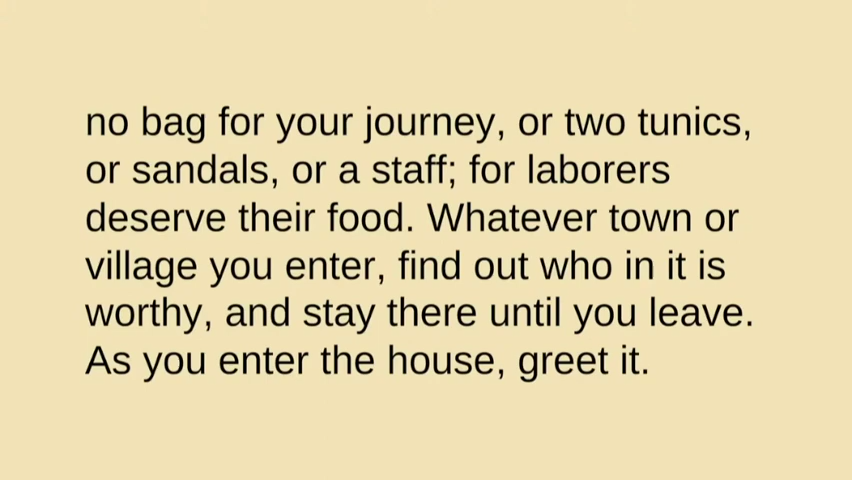 no bag for your journey, or two tunics,
or sandals, or a staff; for laborers
deserve their food. Whatever town or
village you enter, find out who in it is
worthy, and stay there until you leave.
As you enter the house, greet it.